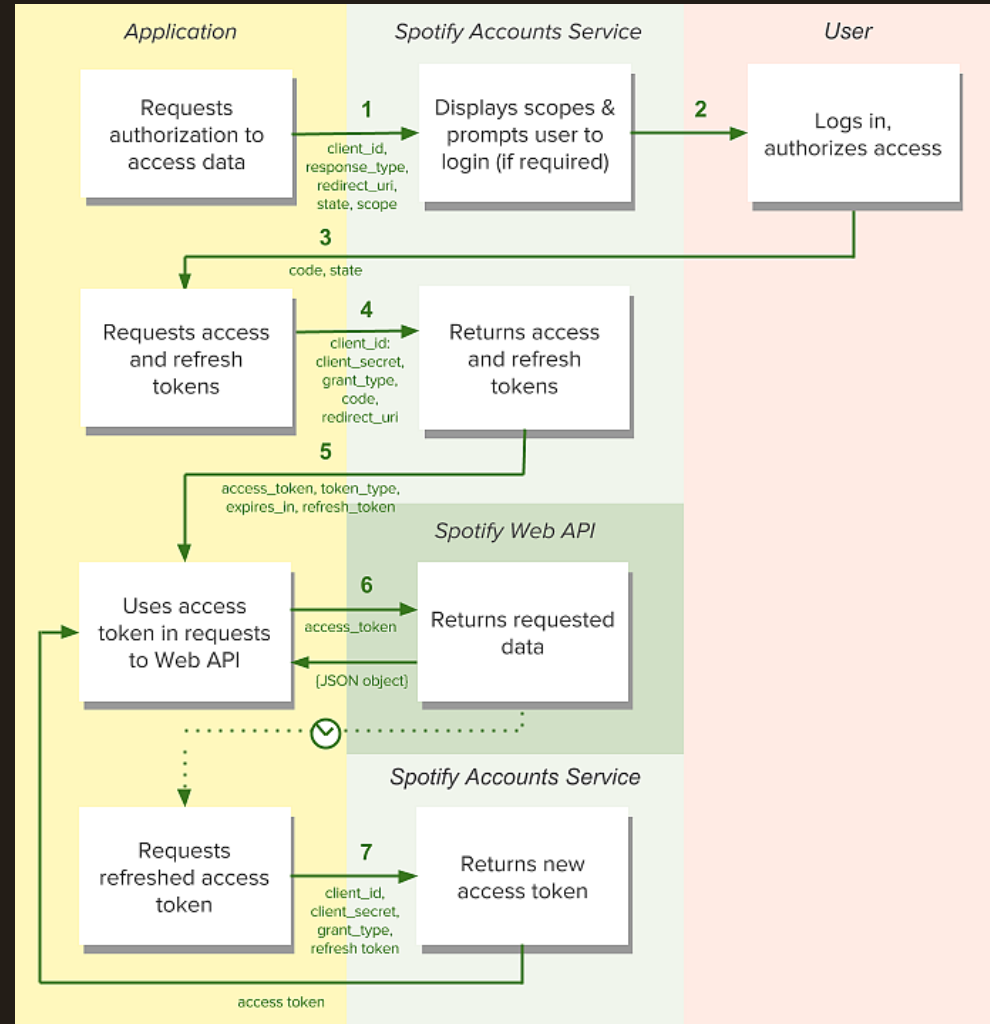 Application
Spotify Accounts Service
User
Requests
authorization to
access data
1
client_id,
response_type,
redirect_uri,
state, scope
Displays scopes &
prompts user to
login (if required)
2
Logs in,
authorizes access
3
code, state
Requests access
and refresh
tokens
4
client_id:
client_secret,
grant_type,
code,
redirect_uri
Returns access
and refresh
tokens
5
access_token, token_type,
expires_in, refresh_token
Spotify Web API
Uses access
token in requests
to Web API
6
access_token
{JSON object}
Returns requested
data
Spotify Accounts Service
Requests
refreshed access
token
7
client_id,
client_secret,
grant_type,
refresh token
Returns new
access token
access token